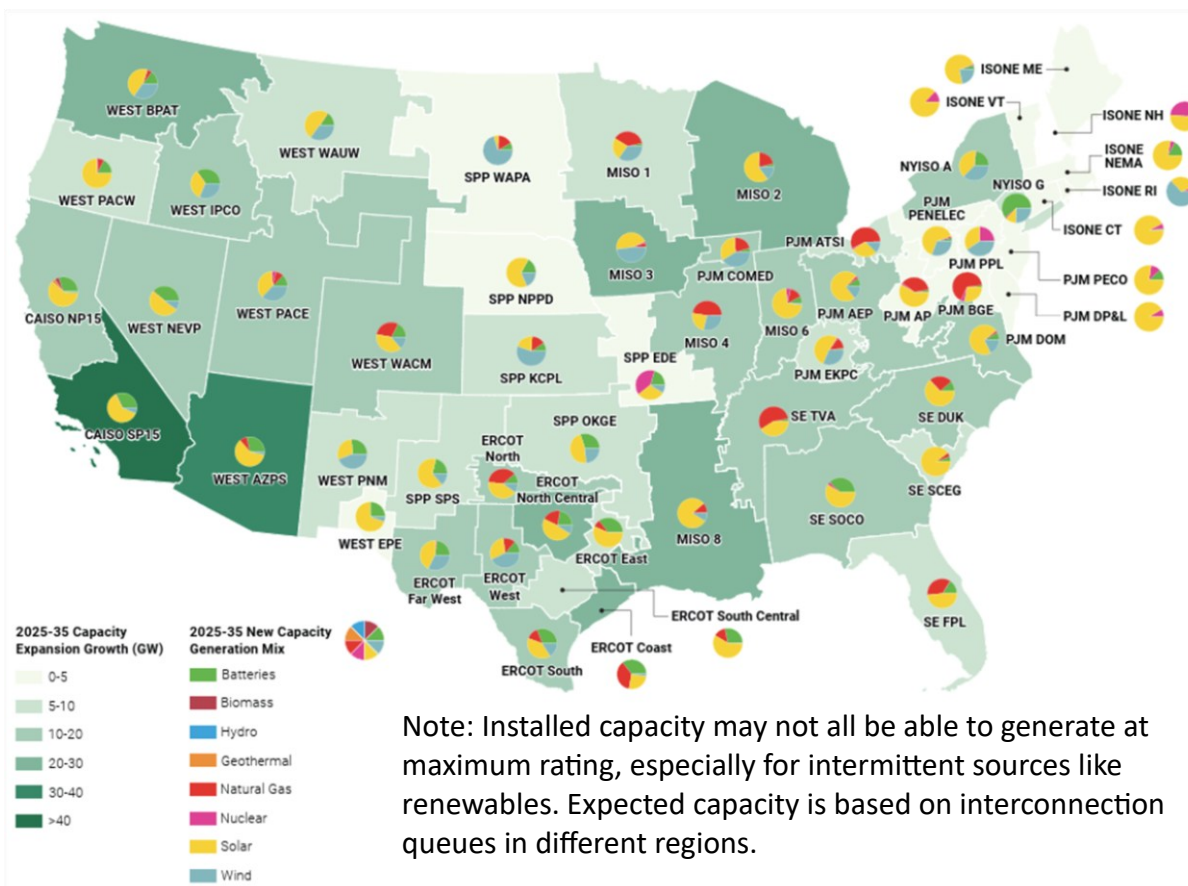 WEST BPAT
WEST WAUW
WEST PACW
WEST IPCO
SPP WAPA
MISO 1
MISO 2
MISO 3
SPP NPPD
CAISO NP15
WEST NEVP
WEST PACE
WEST WACM
SPP KCPL
SPP EDE
MISO 4
PJM COMED
MISO 6
PJM ATSI
PJM AEP
PJM EKPC
PJM AP
PJM BGE
PJM DOM
PJM
PENELEC
PJM PPL
NYISO A
NYISO G
ISONE ME
ISONE VT
ISONE NH
ISONE
NEMA
ISONE RI
ISONE CT
PJM PECO
PJM DP&L
CAISO SP15
WEST AZPS
WEST PNM
WEST EPE
SPP SPS
SPP OKGE
ERCOT
North
ERCOT
North Central
ERCOT East
ERCOT
Far West
ERCOT
West
ERCOT South
ERCOT Coast
ERCOT South Central
MISO 8
SE TVA
SE DUK
SE SCEG
SE SOCO
SE FPL
2025-35 Capacity
Expansion Growth (GW)
0-5
5-10
10-20
20-30
30-40
>40
2025-35 New Capacity
Generation Mix
Batteries
Biomass
Hydro
Geothermal
Natural Gas
Nuclear
Solar
Wind
Note: Installed capacity may not all be able to generate at
maximum rating, especially for intermittent sources like
renewables. Expected capacity is based on interconnection
queues in different regions.